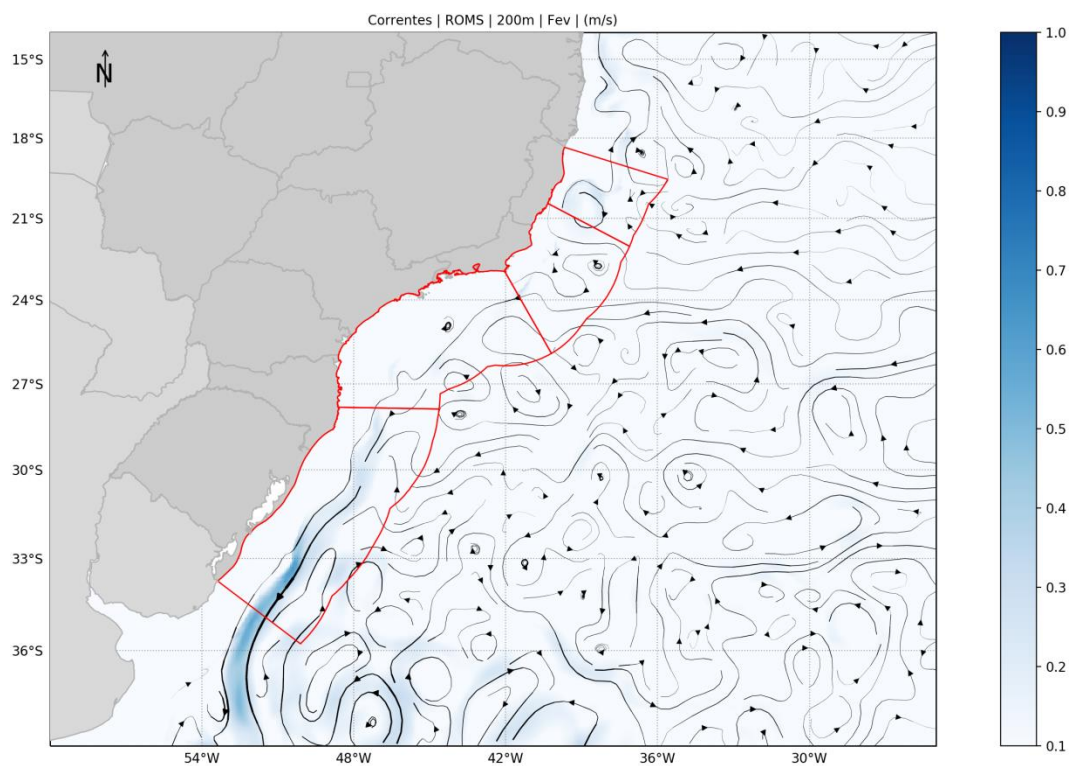 Correntes | ROMS | 200m | Fev | (m/s)
N
15°S
18°S
21°S
24°S
27°S
30°S
33°S
36°S
54°W
48°W
42°W
36°W
30°W
1.0
0.9
0.8
0.7
0.6
0.5
0.4
0.3
0.2
0.1